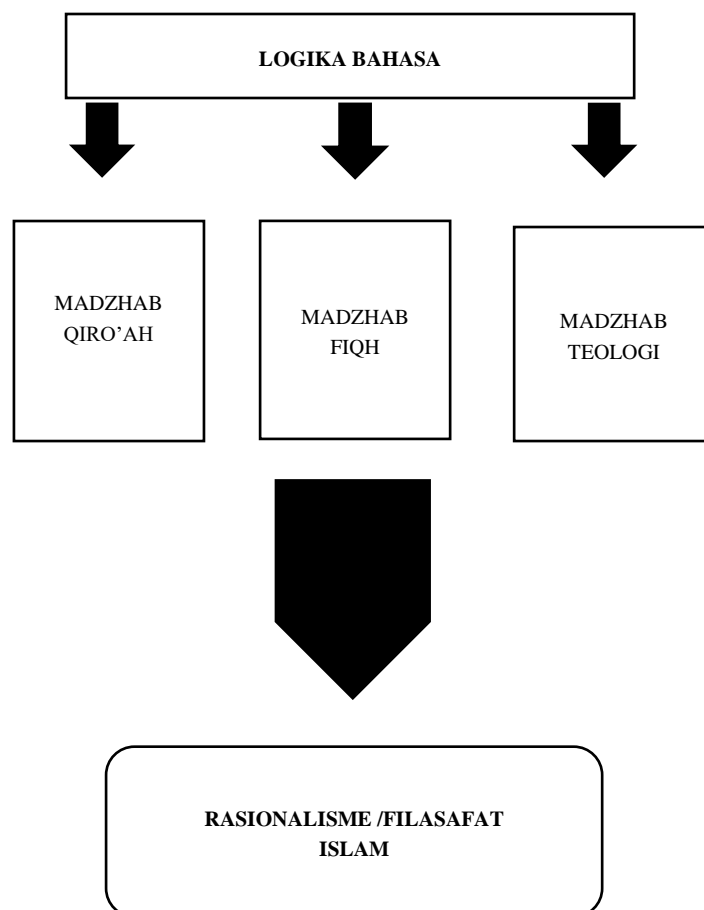 LOGIKA BAHASA
MADZHAB
QIRO’AH
MADZHAB
FIQH
MADZHAB
TEOLOGI
RASIONALISME /FILASAFAT
ISLAM